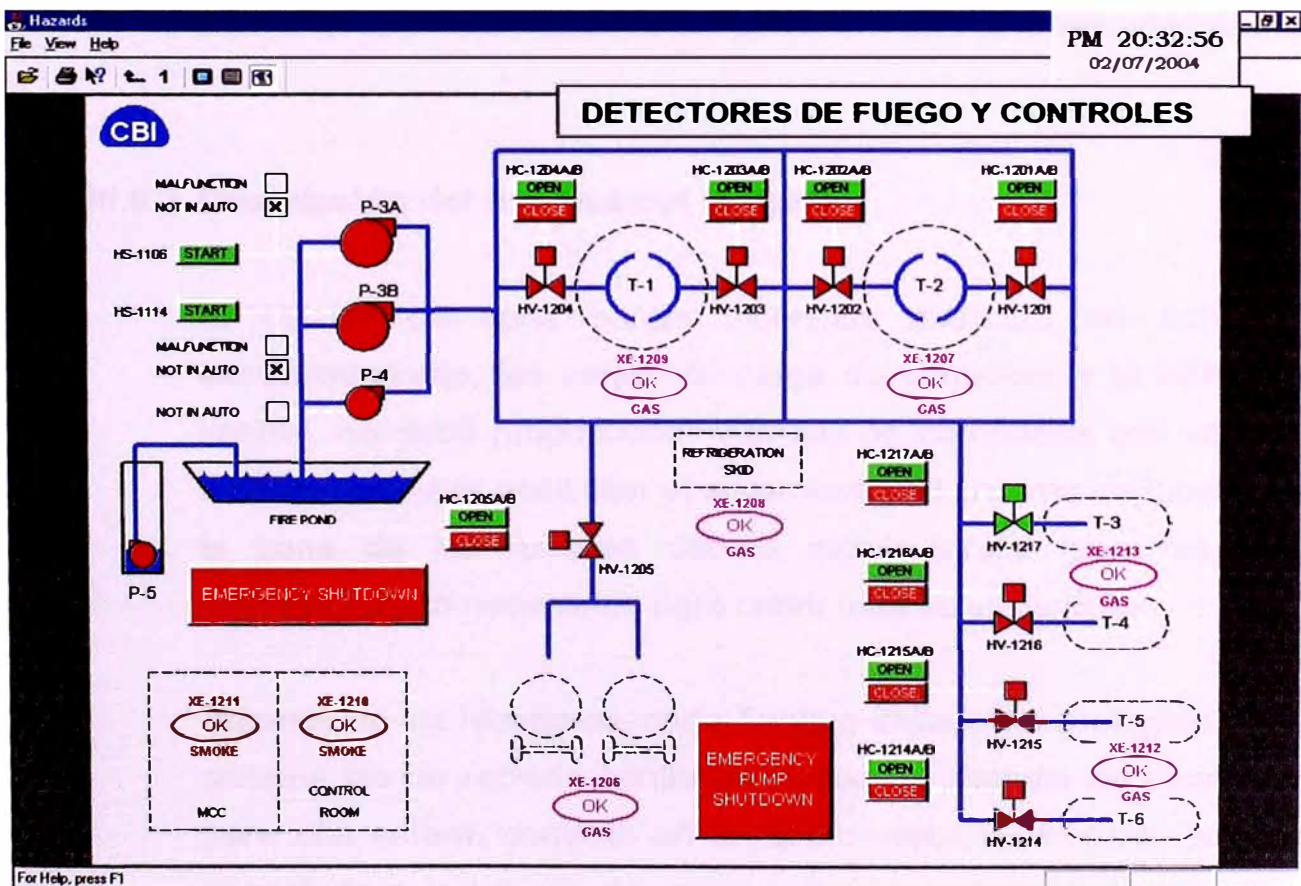 Hazards
File View Help
PM 20:32:56
02/07/2004
1
DETECTORES DE FUEGO Y CONTROLES
CBI
MALFUNCTION
NOT IN AUTO
P-3A
HS-1106 START
P-3B
HS-1114 START
MALFUNCTION
NOT IN AUTO
P-4
NOT IN AUTO
FIRE POND
P-5
EMERGENCY SHUTDOWN
HC-1204A/B
OPEN
CLOSE
HC-1203A/B
OPEN
CLOSE
HC-1202A/B
OPEN
CLOSE
HC-1201A/B
OPEN
CLOSE
HV-1204
T-1
HV-1203
HV-1202
T-2
HV-1201
XE-1209
OK
GAS
XE-1207
OK
GAS
REFRIGERATION
SKID
XE-1208
OK
GAS
HC-1205A/B
OPEN
CLOSE
HV-1205
HC-1217A/B
OPEN
CLOSE
HV-1217
T-3
XE-1213
OK
GAS
HC-1216A/B
OPEN
CLOSE
HV-1216
T-4
HC-1215A/B
OPEN
CLOSE
HV-1215
T-5
XE-1212
OK
GAS
HC-1214A/B
OPEN
CLOSE
HV-1214
T-6
XE-1211
OK
SMOKE
MCC
XE-1210
OK
SMOKE
CONTROL
ROOM
XE-1206
OK
GAS
EMERGENCY
PUMP
SHUTDOWN
For Help, press F1